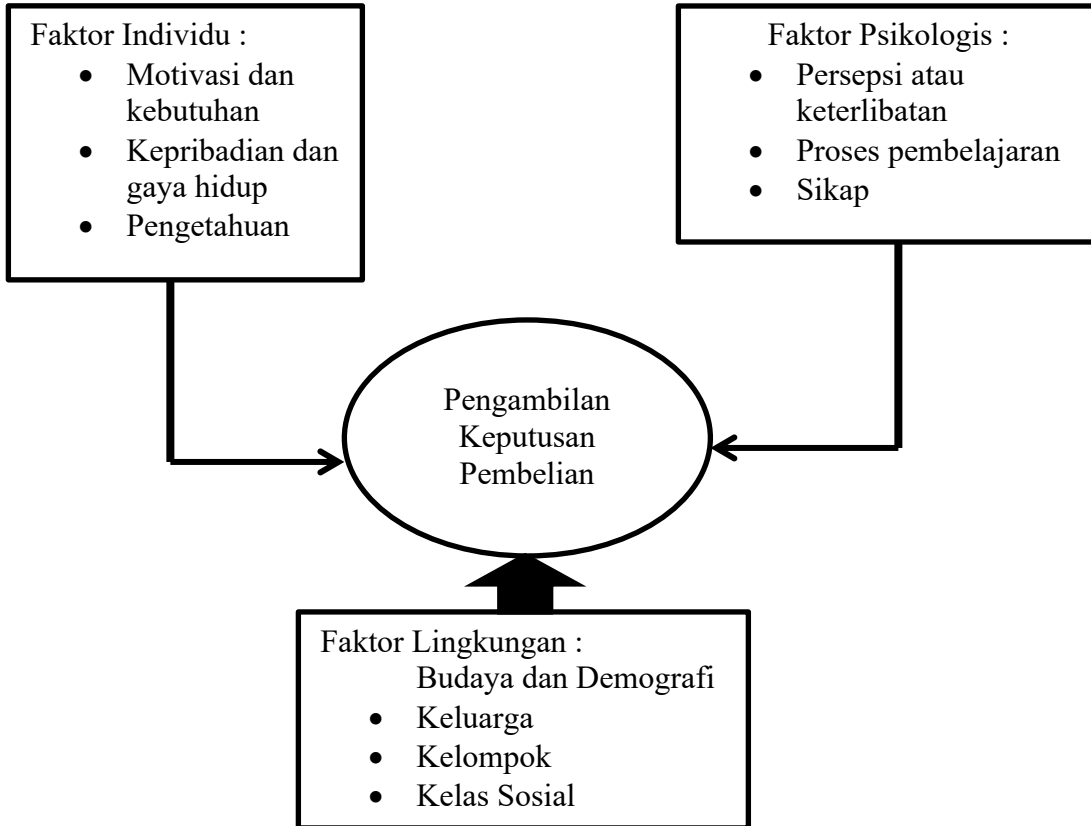 Faktor Individu :
• Motivasi dan
kebutuhan
• Kepribadian dan
gaya hidup
• Pengetahuan
Faktor Psikologis :
• Persepsi atau
keterlibatan
• Proses pembelajaran
• Sikap
Pengambilan
Keputusan
Pembelian
Faktor Lingkungan :
Budaya dan Demografi
• Keluarga
• Kelompok
• Kelas Sosial